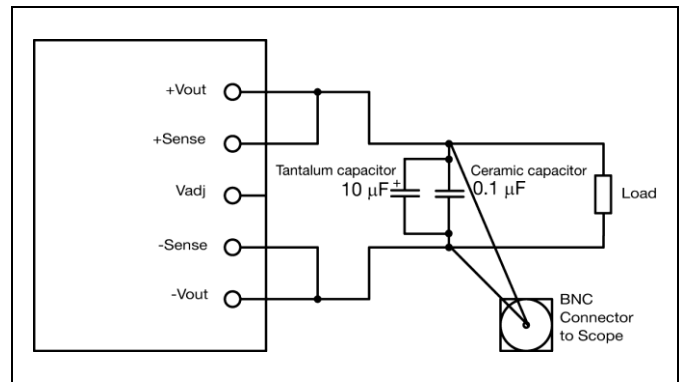 +Vout
+Sense
Vadj
-Sense
-Vout
Tantalum capacitor
10 µF+
Ceramic capacitor
0.1 µF
Load
BNC
Connector
to Scope